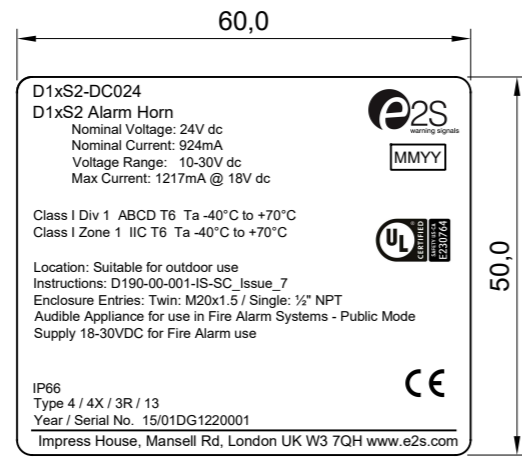 60,0
D1xS2-DC024
D1xS2 Alarm Horn
Nominal Voltage: 24V dc
Nominal Current: 924mA
Voltage Range: 10-30V dc
Max Current: 1217mA @ 18V dc
e2S
warning signals
MMYY
Class I Div 1 ABCD T6 Ta -40°C to +70°C
Class I Zone 1 IIC T6 Ta -40°C to +70°C
UL
®
CERTIFIED
SAFETY US-CA
E230764
50,0
Location: Suitable for outdoor use
Instructions: D190-00-001-IS-SC_Issue_7
Enclosure Entries: Twin: M20x1.5 / Single: ½" NPT
Audible Appliance for use in Fire Alarm Systems - Public Mode
Supply 18-30VDC for Fire Alarm use
CE
IP66
Type 4 / 4X / 3R / 13
Year / Serial No. 15/01DG1220001
Impress House, Mansell Rd, London UK W3 7QH www.e2s.com